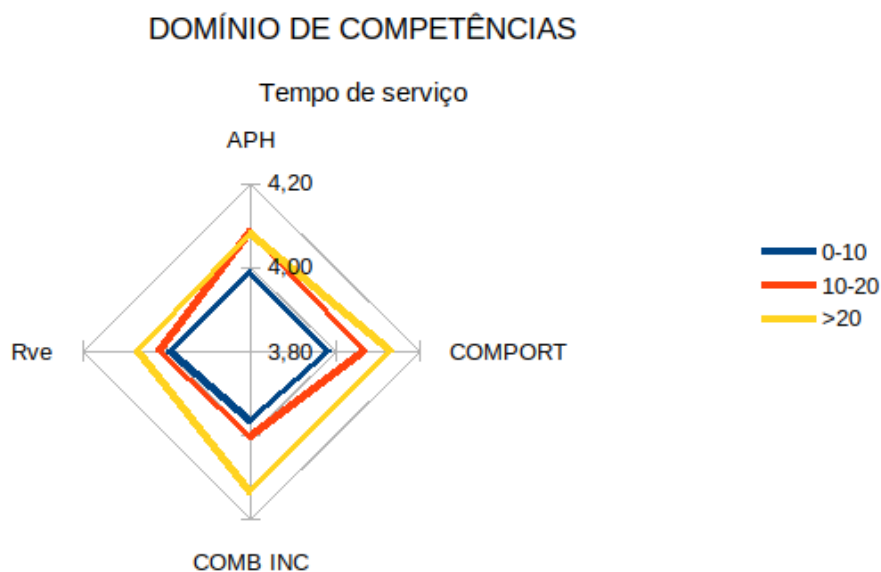 DOMÍNIO DE COMPETÊNCIAS
Tempo de serviço
APH
4,20
4,00
3,80
Rve
COMPORT
COMB INC
0-10
10-20
>20